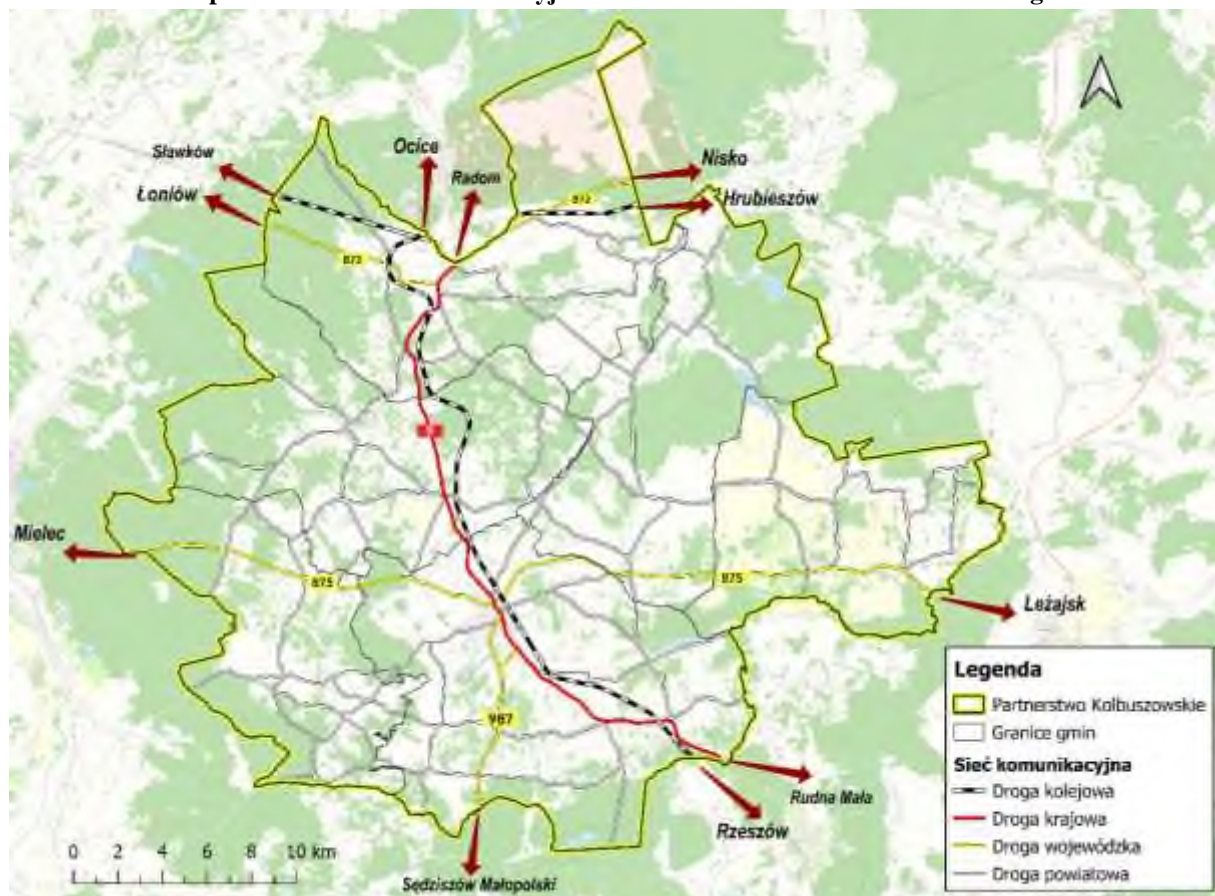 Ocice
Sławków
Radom
Nisko
Łoniów
872
Hrubieszów
Mielec
875
875
Leżajsk
987
Rudna Mała
Rzeszów
Sędziszów Małopolski
0 2 4 6 8 10 km
Legenda
Partnerstwo Kolbuszowskie
Granice gmin
Sieć komunikacyjna
Droga kolejowa
Droga krajowa
Droga wojewódzka
Droga powiatowa